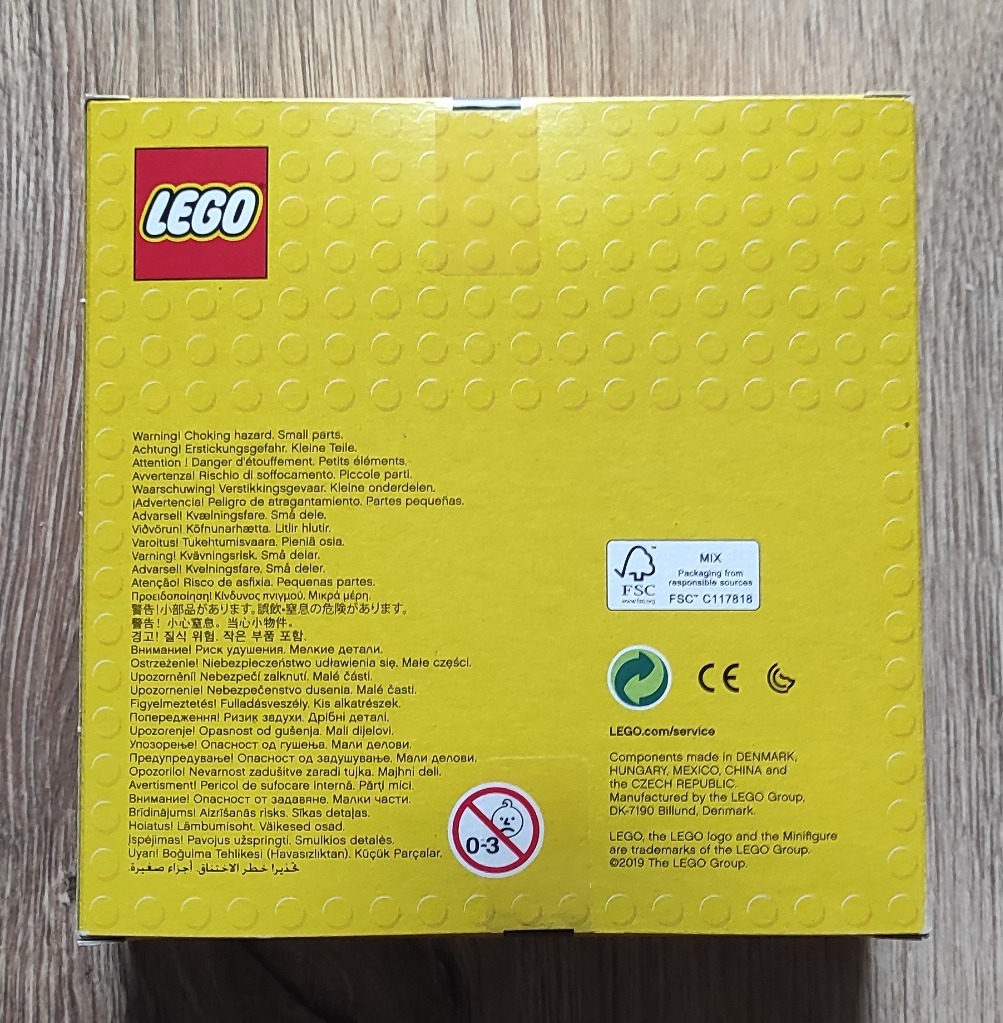 LEGO
Warning! Choking hazard. Small parts.
Achtung! Erstickungsgefahr. Kleine Teile.
Attention ! Danger d'étouffement. Petits éléments.
Avvertenza! Rischio di soffocamento. Piccole parti.
Waarschuwing! Verstikkingsgevaar. Kleine onderdelen.
¡Advertencia! Peligro de atragantamiento. Partes pequeñas.
Advarsel! Kvælningsfare. Små dele.
Viðvörun! Köfnunarhætta. Litlir hlutir.
Varoitus! Tukehtumisvaara. Pieniä osia.
Varning! Kvävningsrisk. Små delar.
Advarsel! Kvelningsfare, Små deler.
Atenção! Risco de asfixia. Pequenas partes.
Προειδοποίηση! Κίνδυνος πνιγμού. Μικρά μέρη.
警告!小部品があります。誤飲・窒息の危険があります。
警告！小心窒息。当心小物件。
경고! 질식 위험. 작은 부품 포함.
Внимание! Риск удушения. Мелкие детали.
Ostrzeżenie! Niebezpieczeństwo udławienia się. Małe części.
Upozornění! Nebezpečí zalknutí. Malé části.
Upozornenie! Nebezpečenstvo dusenia. Malé časti.
Figyelmeztetés! Fulladásveszély. Kis alkatrészek.
Попередження! Ризик задухи. Дрібні деталі.
Upozorenje! Opasnost od gušenja. Mali dijelovi.
Упозорење! Опасност од гушења. Мали делови.
Предупредување! Опасност од задушување. Мали делови.
Opozorilo! Nevarnost zadušitve zaradi tujka. Majhni deli.
Avertisment! Pericol de sufocare internă. Părţi mici.
Внимание! Опасност от задавяне. Малки части.
Brīdinājums! Aizrīšanās risks. Sīkas detaļas.
Hoiatus! Lämbumisoht. Väikesed osad.
Įspėjimas! Pavojus užspringti. Smulkios detalės.
Uyarı! Boğulma Tehlikesi (Havasızlıktan). Küçük Parçalar.
تحذير! خطر الاختناق. أجزاء صغيرة.
0-3
FSC™
www.fsc.org
MIX
Packaging from
responsible sources
FSC™ C117818
CE
LEGO.com/service
Components made in DENMARK,
HUNGARY, MEXICO, CHINA and
the CZECH REPUBLIC.
Manufactured by the LEGO Group,
DK-7190 Billund, Denmark.
LEGO, the LEGO logo and the Minifigure
are trademarks of the LEGO Group.
©2019 The LEGO Group.